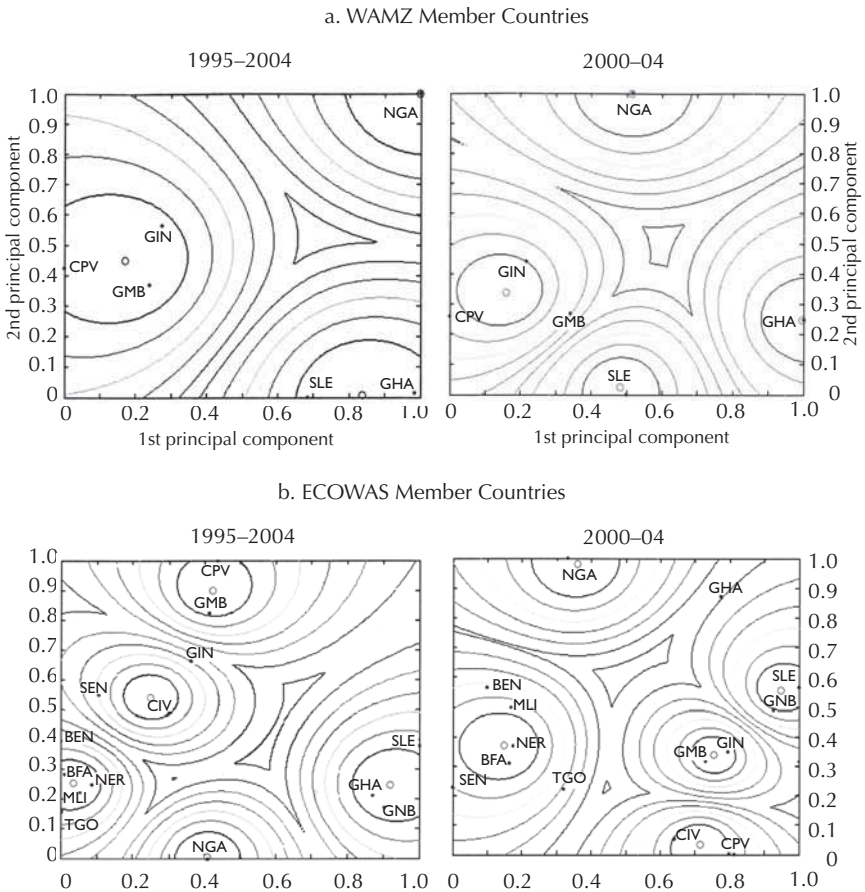 a. WAMZ Member Countries
1995–2004
2000–04
1.0
0.9
0.8
0.7
0.6
0.5
0.4
0.3
0.2
0.1
0
2nd principal component
NGA
GIN
CPV
GMB
SLE
GHA
0 0.2 0.4 0.6 0.8 1.0
1st principal component
NGA
GIN
CPV
GMB
GHA
SLE
0 0.2 0.4 0.6 0.8 1.0
1st principal component
1.0
0.9
0.8
0.7
0.6
0.5
0.4
0.3
0.2
0.1
0
2nd principal component
b. ECOWAS Member Countries
1995–2004
2000–04
1.0
0.9
0.8
0.7
0.6
0.5
0.4
0.3
0.2
0.1
0
CPV
GMB
GIN
SEN
CIV
BEN
SLE
BFA
NER
GHA
MLI
GNB
TGO
NGA
0 0.2 0.4 0.6 0.8 1.0
NGA
GHA
SLE
BEN
GNB
MLI
NER
GIN
GMB
BFA
SEN
TGO
CIV
CPV
0 0.2 0.4 0.6 0.8 1.0
1.0
0.9
0.8
0.7
0.6
0.5
0.4
0.3
0.2
0.1
0